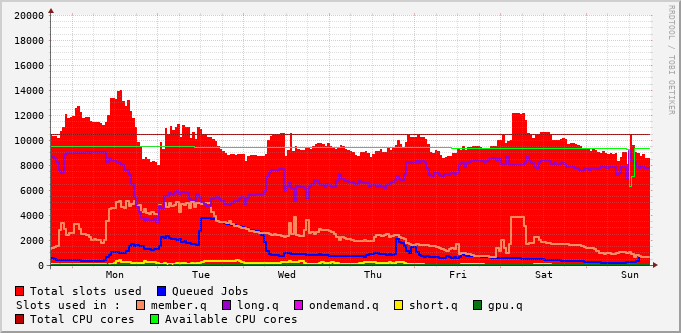 RRDTOOL / TOBI OETIKER
20000
18000
16000
14000
12000
10000
8000
6000
4000
2000
0
Mon Tue Wed Thu Fri Sat Sun
Total slots used Queued Jobs
Slots used in : member.q long.q ondemand.q short.q gpu.q
Total CPU cores Available CPU cores